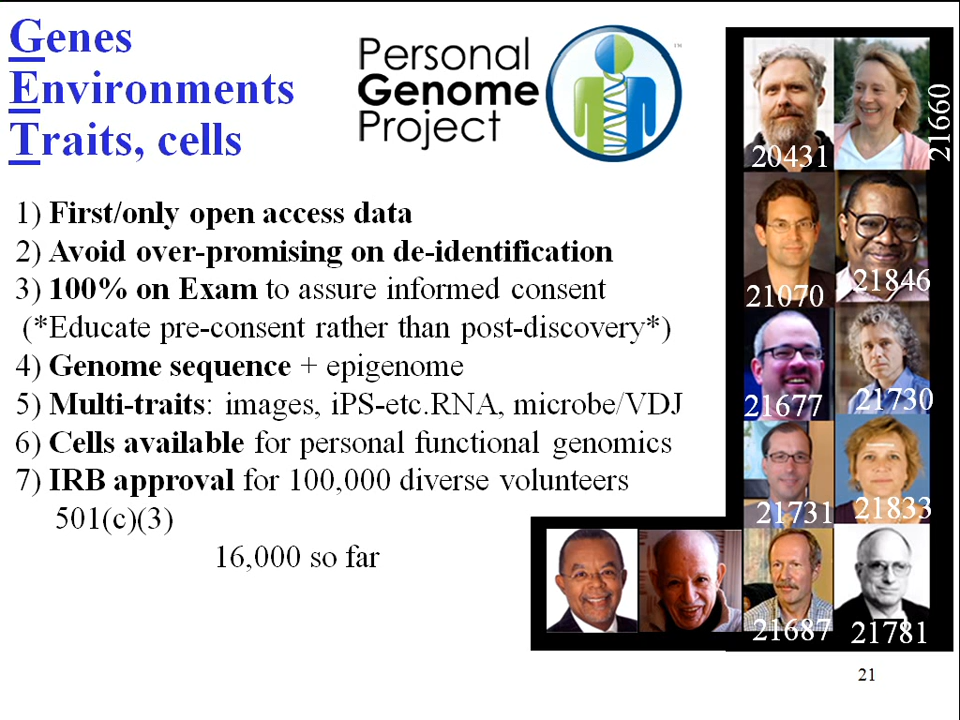 Genes
Environments
Traits, cells
Personal
Genome
Project
TM
1) First/only open access data
2) Avoid over-promising on de-identification
3) 100% on Exam to assure informed consent
(*Educate pre-consent rather than post-discovery*)
4) Genome sequence + epigenome
5) Multi-traits: images, iPS-etc.RNA, microbe/VDJ
6) Cells available for personal functional genomics
7) IRB approval for 100,000 diverse volunteers
501(c)(3)
16,000 so far
20431
21660
21070
21846
21677
21730
21731
21833
21687
21781
21